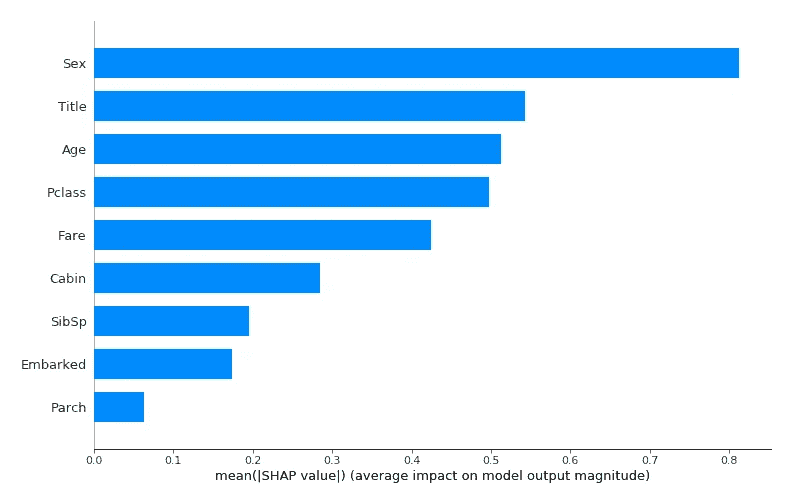 Sex
Title
Age
Pclass
Fare
Cabin
SibSp
Embarked
Parch
0.0 0.1 0.2 0.3 0.4 0.5 0.6 0.7 0.8
mean(|SHAP value|) (average impact on model output magnitude)